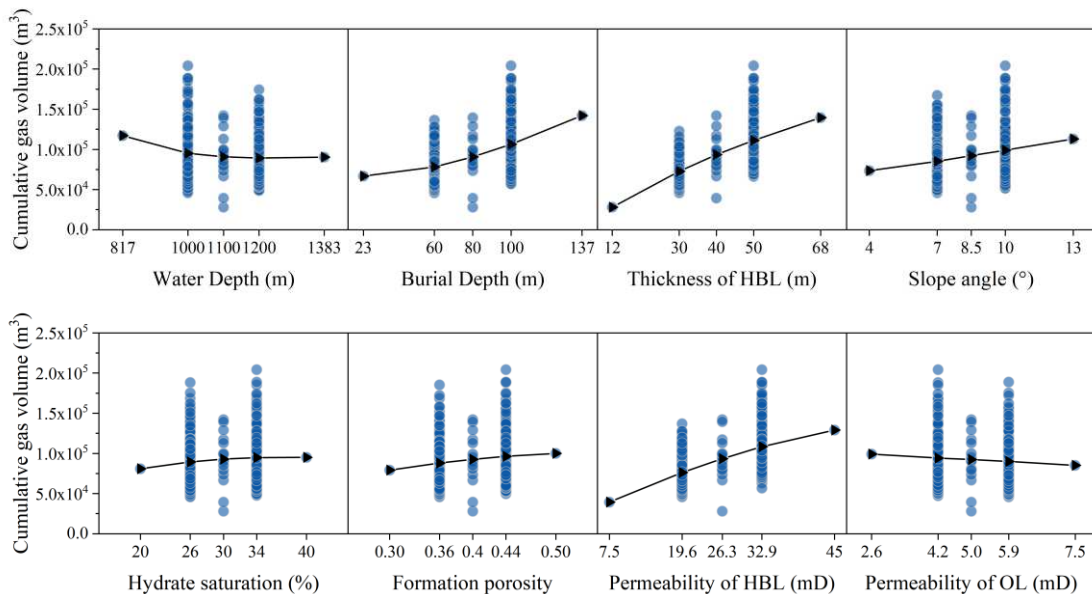 Cumulative gas volume (m³)
2.5x10⁵
2.0x10⁵
1.5x10⁵
1.0x10⁵
5.0x10⁴
0.0
817 1000 1100 1200 1383
23 60 80 100 137
12 30 40 50 68
4 7 8.5 10 13
Water Depth (m)
Burial Depth (m)
Thickness of HBL (m)
Slope angle (°)
Cumulative gas volume (m³)
2.5x10⁵
2.0x10⁵
1.5x10⁵
1.0x10⁵
5.0x10⁴
0.0
20 26 30 34 40
0.30 0.36 0.4 0.44 0.50
7.5 19.6 26.3 32.9 45
2.6 4.2 5.0 5.9 7.5
Hydrate saturation (%)
Formation porosity
Permeability of HBL (mD)
Permeability of OL (mD)